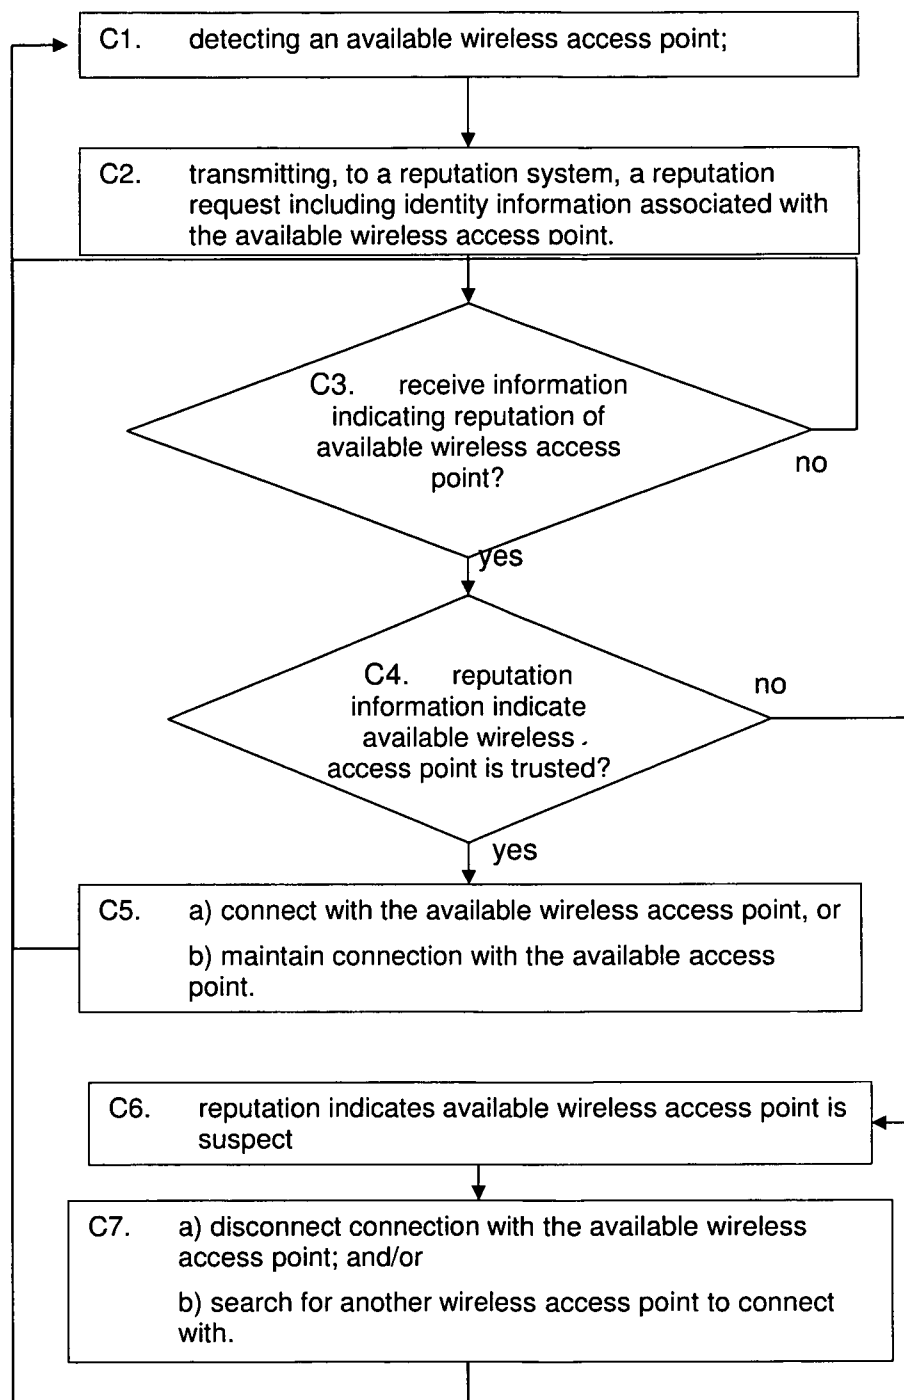 C1. detecting an available wireless access point;
C2. transmitting, to a reputation system, a reputation
request including identity information associated with
the available wireless access point.
C3. receive information
indicating reputation of
available wireless access
point?
no
yes
C4. reputation
information indicate
available wireless
access point is trusted?
no
yes
C5. a) connect with the available wireless access point, or
b) maintain connection with the available access
point.
C6. reputation indicates available wireless access point is
suspect
C7. a) disconnect connection with the available wireless
access point; and/or
b) search for another wireless access point to connect
with.